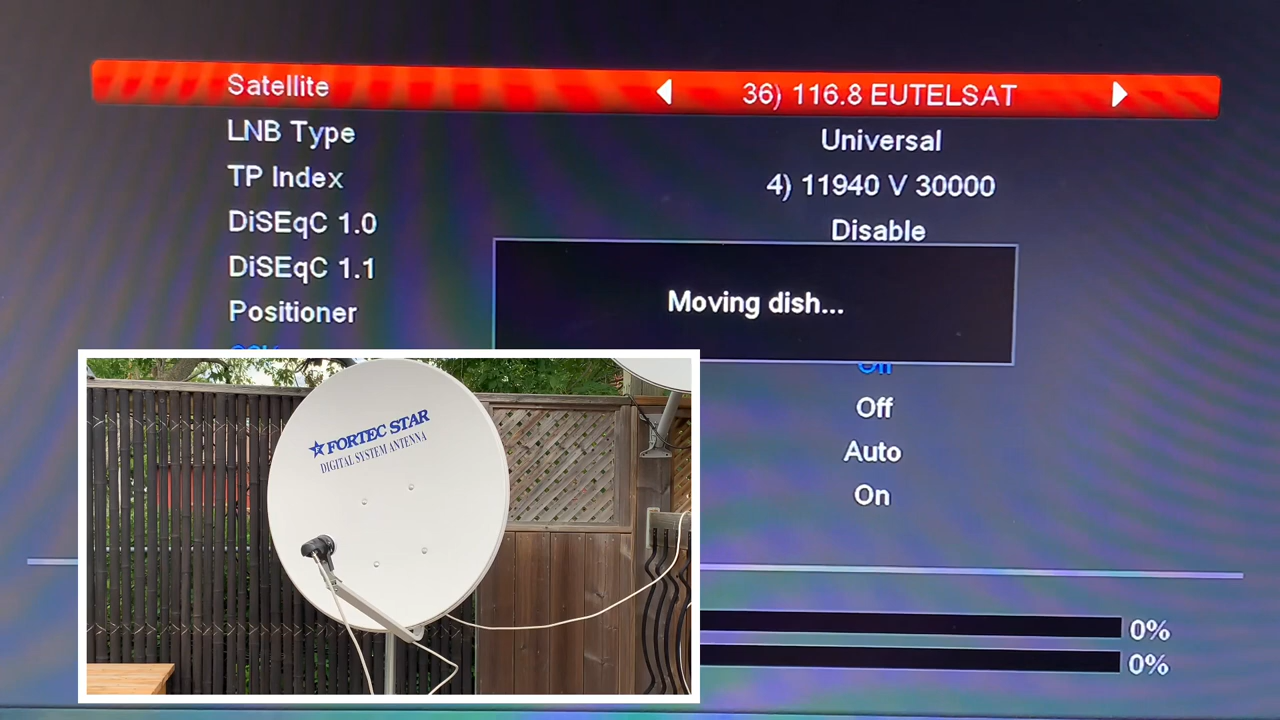 Satellite 36) 116.8 EUTELSAT
LNB Type Universal
TP Index 4) 11940 V 30000
DiSEqC 1.0 Disable
DiSEqC 1.1
Positioner
Moving dish...
Off
Auto
On
0%
0%
FORTEC STAR
DIGITAL SYSTEM ANTENNA